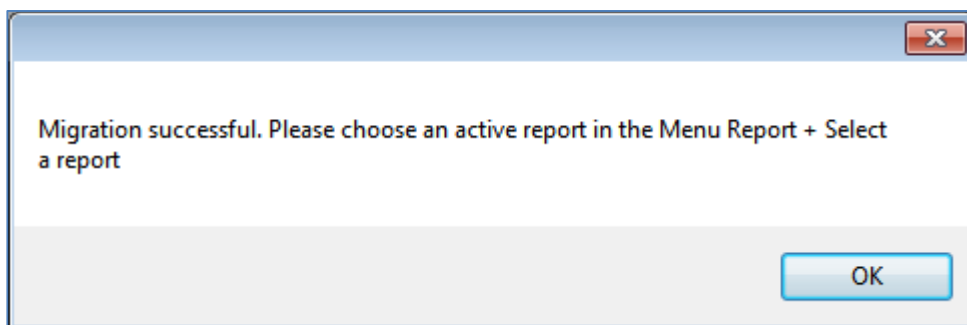 Migration successful. Please choose an active report in the Menu Report + Select
a report
OK